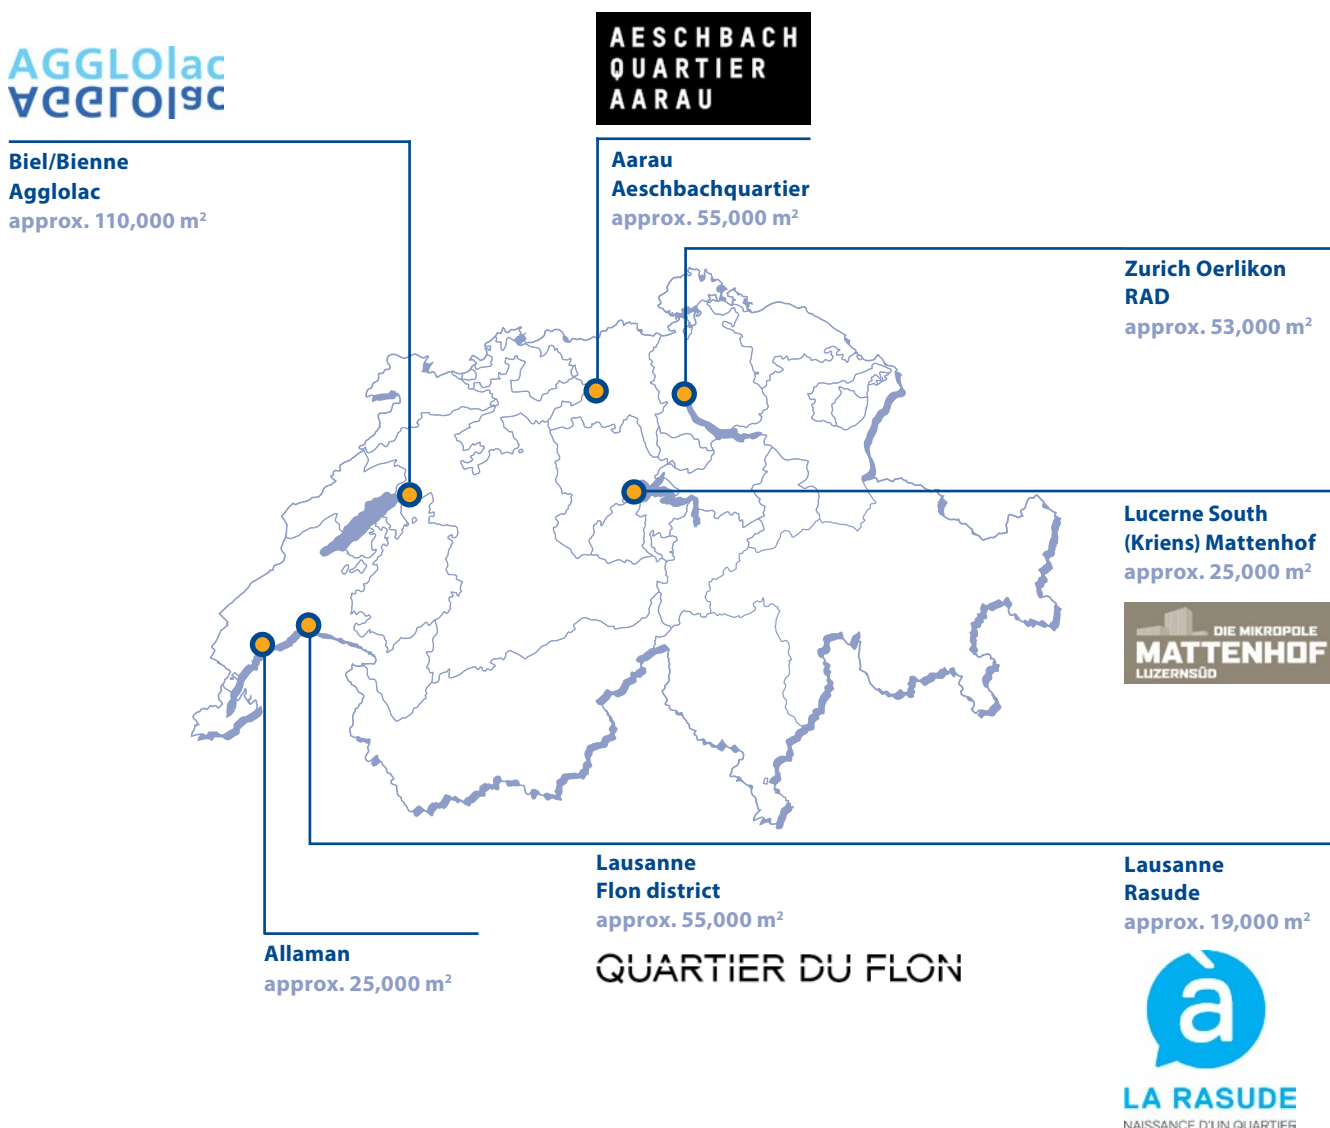 AGGLOlac
AGGLOlac
AESCHBACH
QUARTIER
AARAU
Biel/Bienne
Agglolac
approx. 110,000 m²
Aarau
Aeschbachquartier
approx. 55,000 m²
Zurich Oerlikon
RAD
approx. 53,000 m²
Lucerne South
(Kriens) Mattenhof
approx. 25,000 m²
DIE MIKROPOLE
MATTENHOF
LUZERNSÜD
Lausanne
Flon district
approx. 55,000 m²
QUARTIER DU FLON
Lausanne
Rasude
approx. 19,000 m²
à
LA RASUDE
NAISSANCE D'UN QUARTIER
Allaman
approx. 25,000 m²